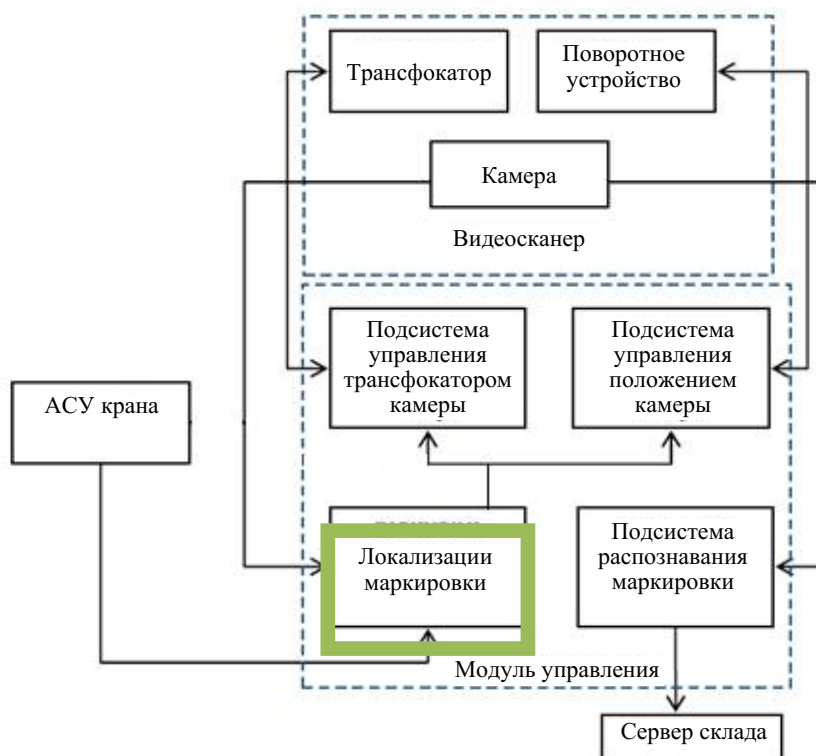 Трансфокатор
Поворотное
устройство
Камера
Видеосканер
Подсистема
управления
трансфокатором
камеры
Подсистема
управления
положением
камеры
АСУ крана
Локализации
маркировки
Подсистема
распознавания
маркировки
Модуль управления
Сервер склада